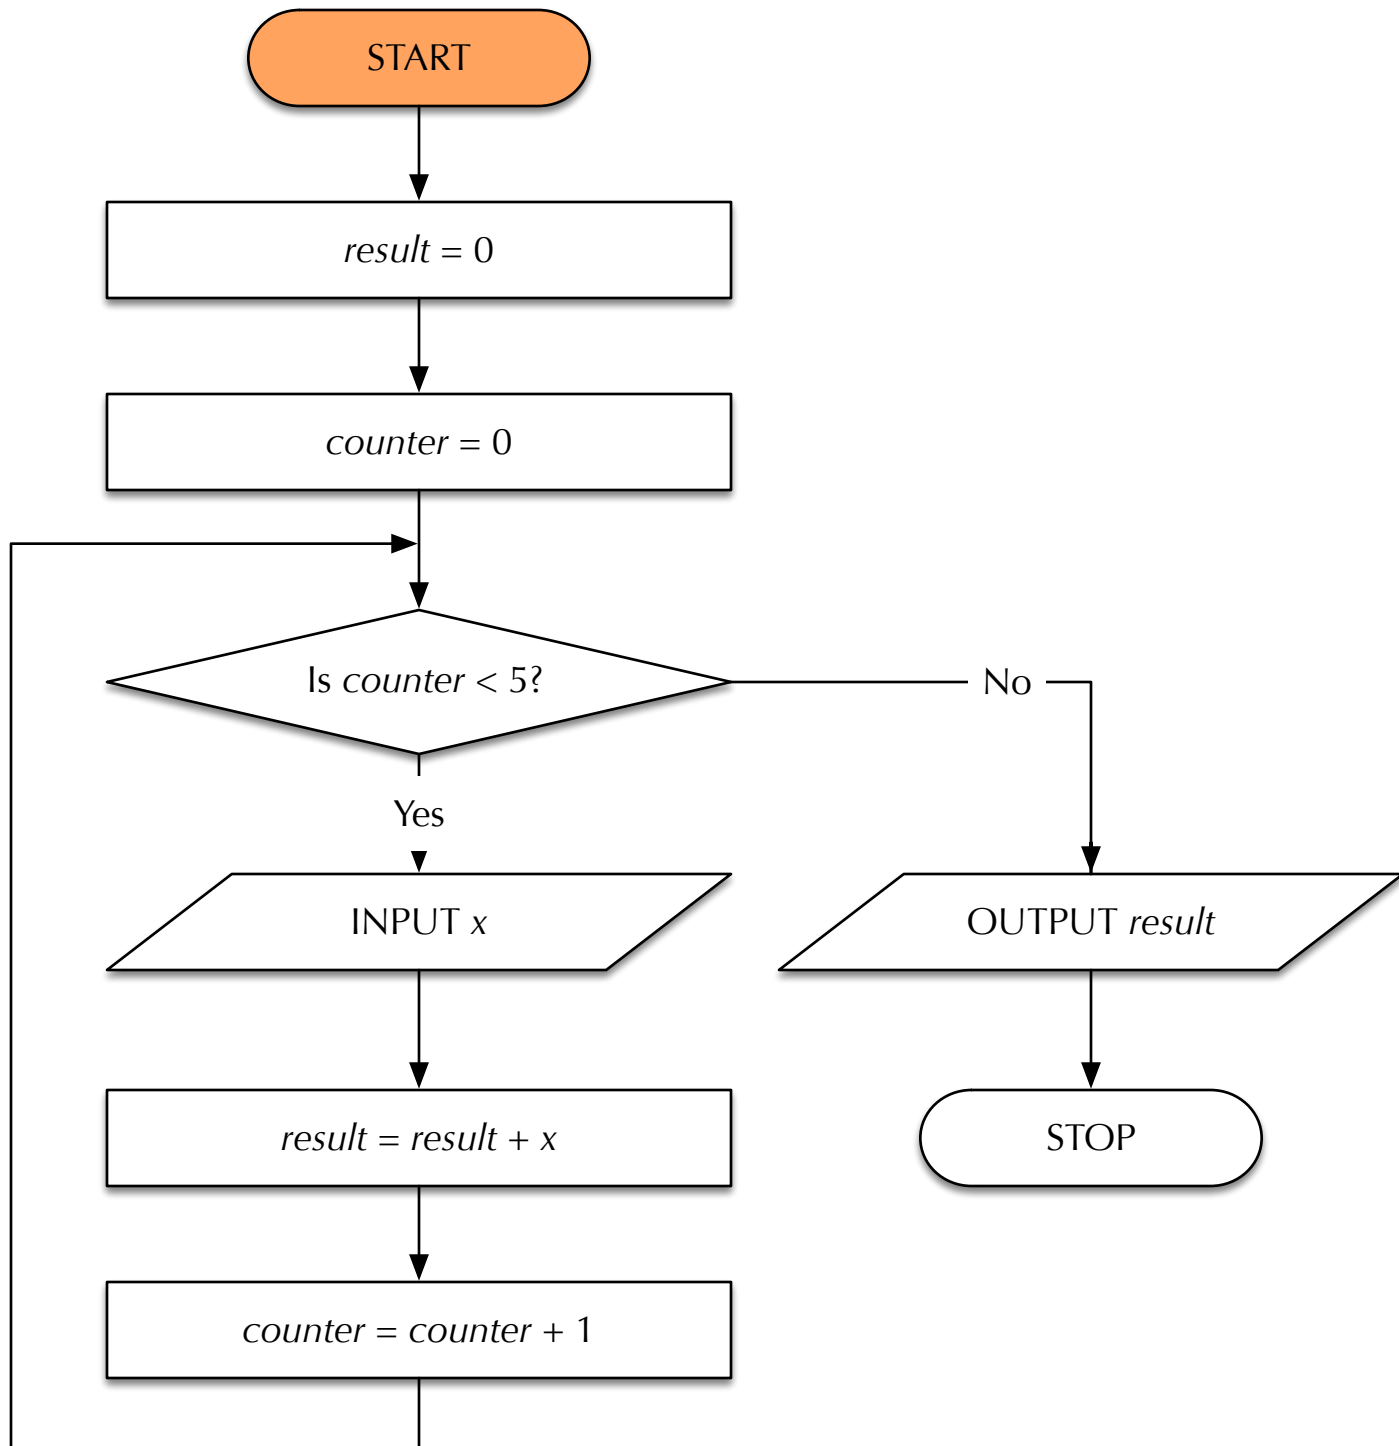 START
result = 0
counter = 0
Is counter < 5?
No
Yes
INPUT x
OUTPUT result
result = result + x
STOP
counter = counter + 1